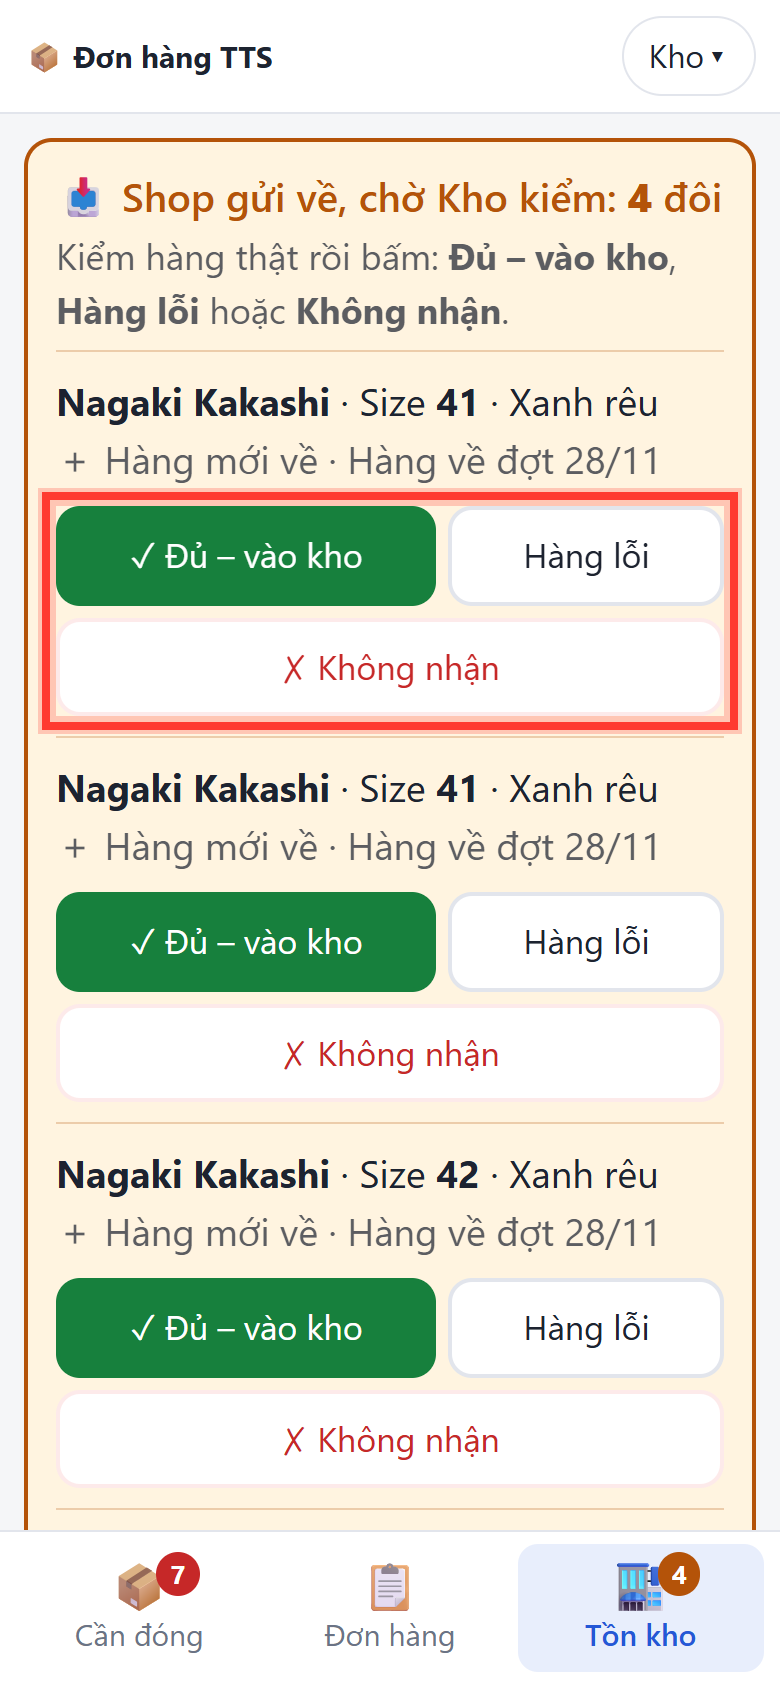 Đơn hàng TTS
Kho ▾
Shop gửi về, chờ Kho kiểm: 4 đôi
Kiểm hàng thật rồi bấm: Đủ – vào kho,
Hàng lỗi hoặc Không nhận.
Nagaki Kakashi · Size 41 · Xanh rêu
+ Hàng mới về · Hàng về đợt 28/11
✓ Đủ – vào kho
Hàng lỗi
✗ Không nhận
Nagaki Kakashi · Size 41 · Xanh rêu
+ Hàng mới về · Hàng về đợt 28/11
✓ Đủ – vào kho
Hàng lỗi
✗ Không nhận
Nagaki Kakashi · Size 42 · Xanh rêu
+ Hàng mới về · Hàng về đợt 28/11
✓ Đủ – vào kho
Hàng lỗi
✗ Không nhận
7
Cần đóng
Đơn hàng
4
Tồn kho